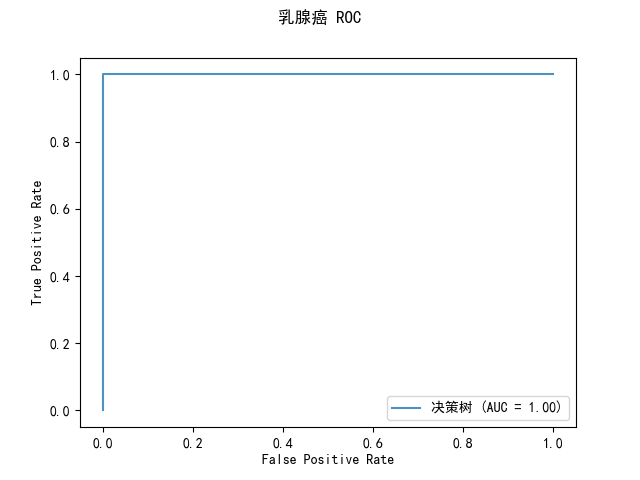 乳腺癌 ROC
1.0
0.8
0.6
0.4
0.2
0.0
True Positive Rate
决策树 (AUC = 1.00)
0.0 0.2 0.4 0.6 0.8 1.0
False Positive Rate